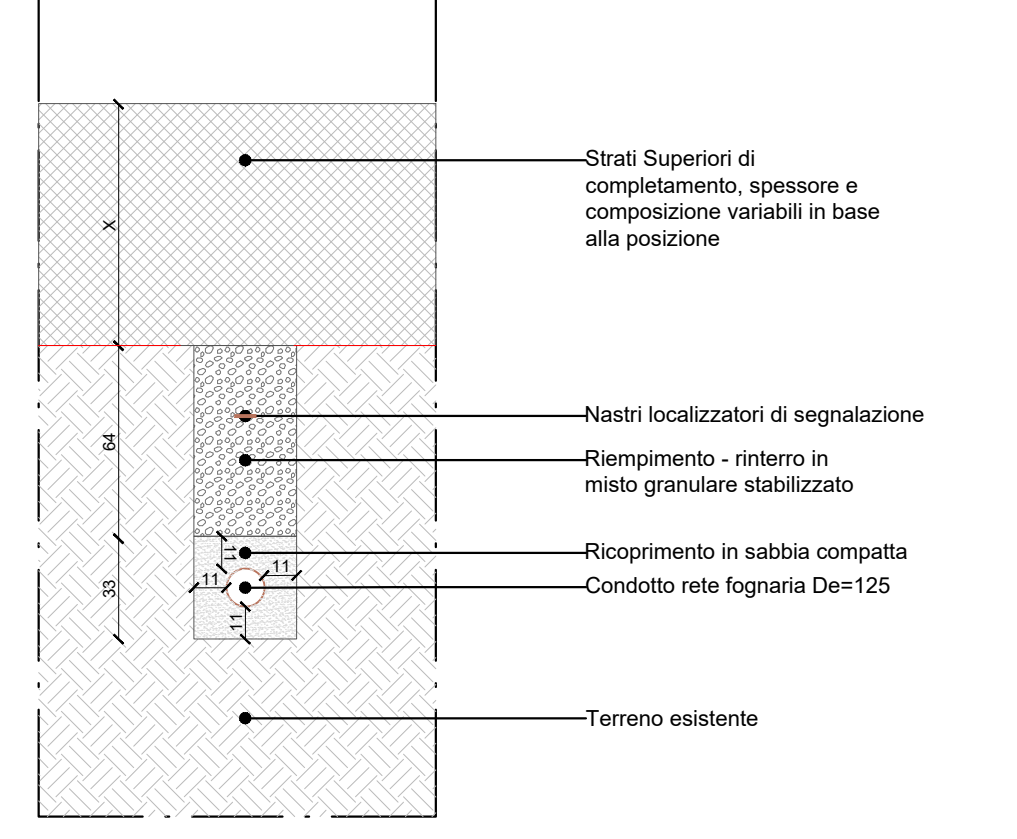 Strati Superiori di
completamento, spessore e
composizione variabili in base
alla posizione
X
Nastri localizzatori di segnalazione
64
Riempimento - rinterro in
misto granulare stabilizzato
Ricoprimento in sabbia compatta
11
11
11
33
Condotto rete fognaria De=125
11
Terreno esistente